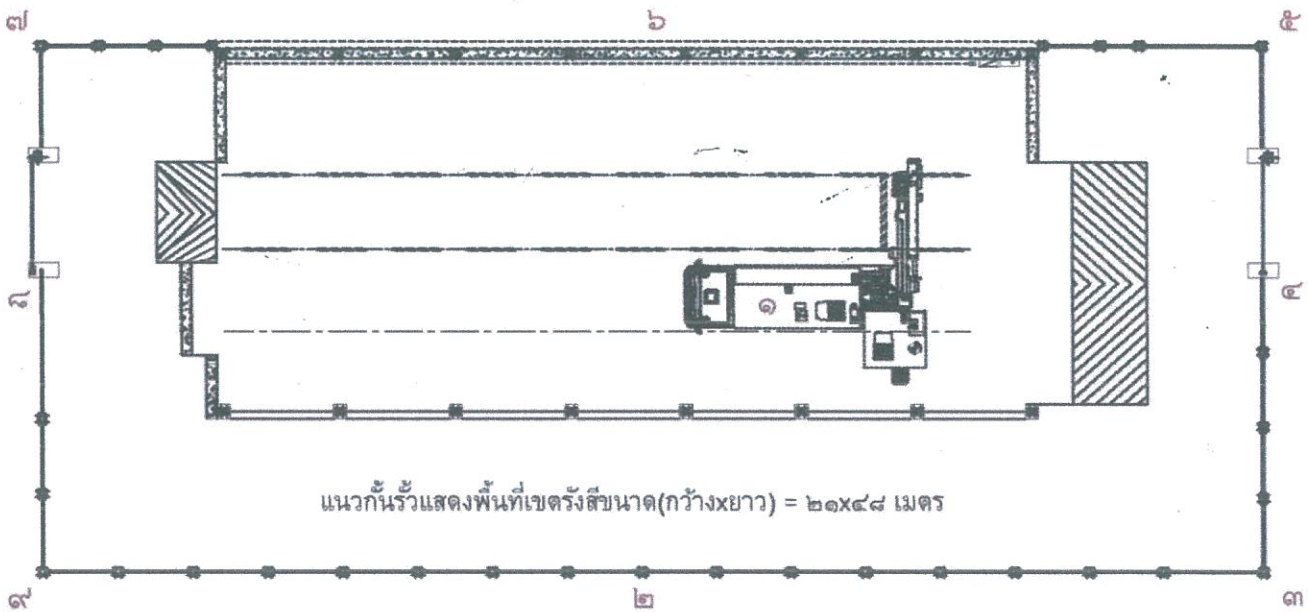 ๗ ๖ ๕
๘ ๑ ๔
แนวกั้นรั้วแสดงพื้นที่เขตรังสีขนาด(กว้างxยาว) = ๒๑x๔๘ เมตร
๙ ๒ ๓